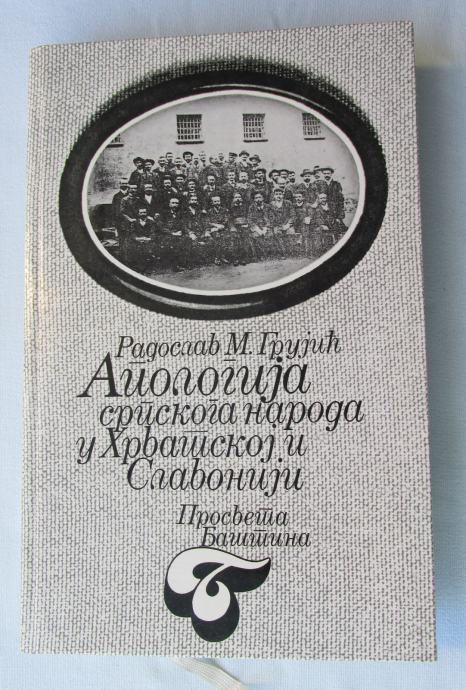 Радослав М. Грујић
Апологија
српскога народа
у Хрватској и
Славонији
Просвета
Баштина